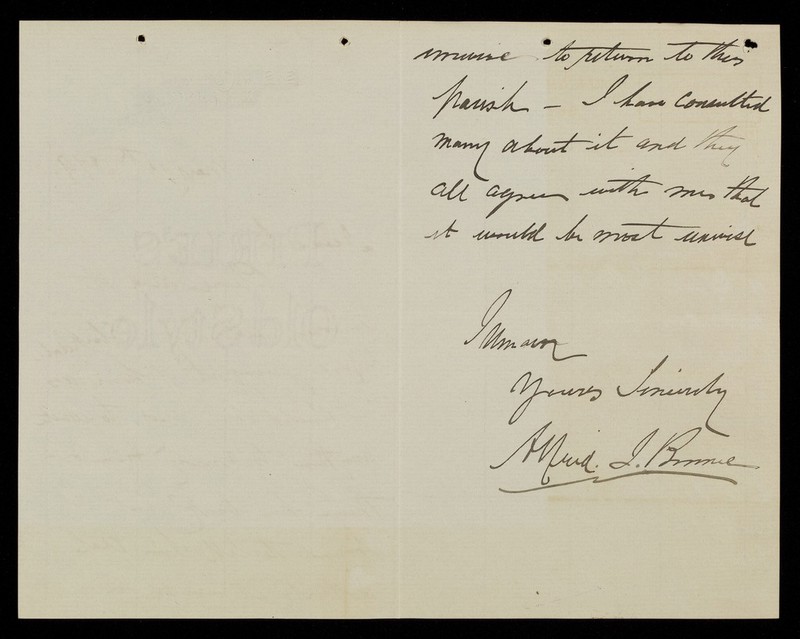 unwise to return to this
parish – I have consulted
many about it and they
all agree with me that
it would be most unwise
I remain
Yours Sincerely
Alfred. J.